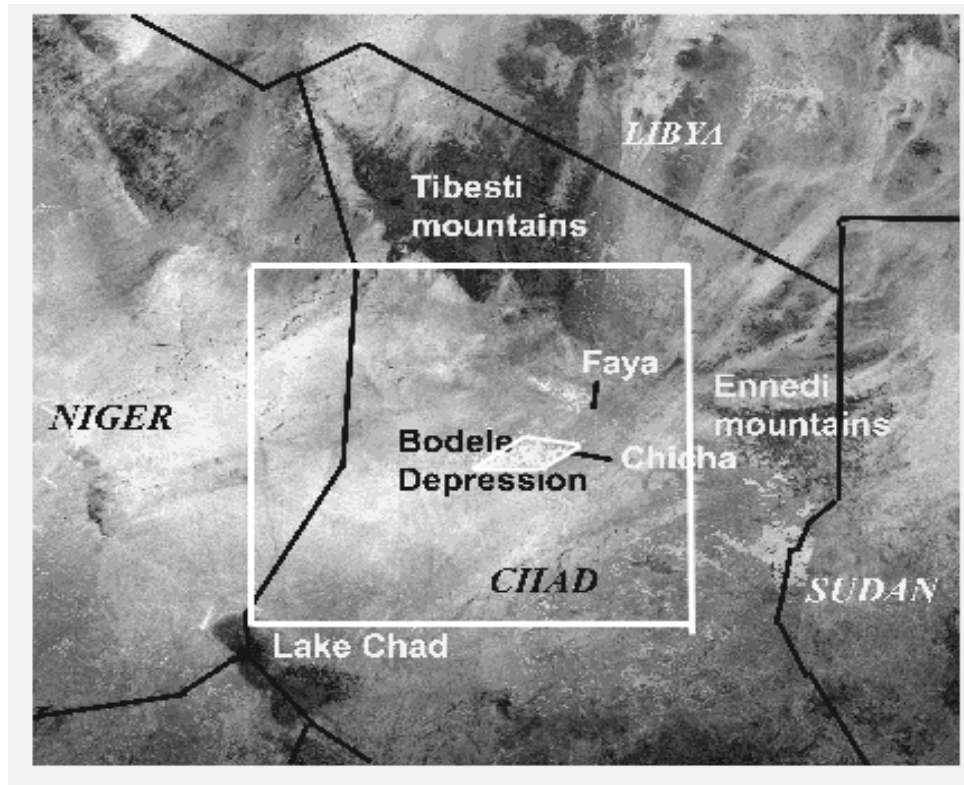 LIBYA
Tibesti
mountains
Faya
Ennedi
mountains
NIGER
Bodele
Depression
Chicha
CHAD
SUDAN
Lake Chad